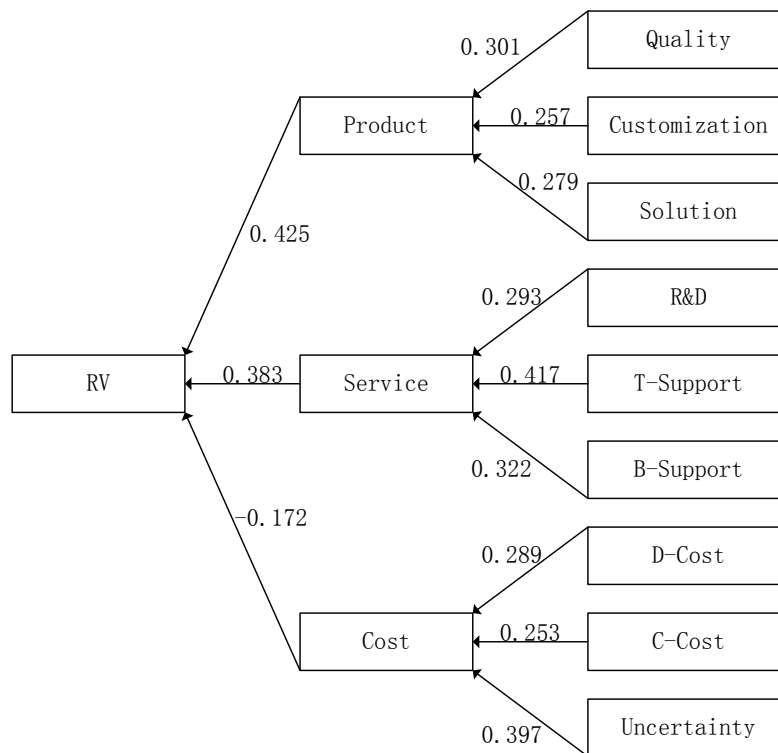 0.301
Quality
Product
0.257
Customization
0.279
Solution
0.425
0.293
R&D
RV
0.383
Service
0.417
T-Support
0.322
B-Support
-0.172
0.289
D-Cost
Cost
0.253
C-Cost
0.397
Uncertainty